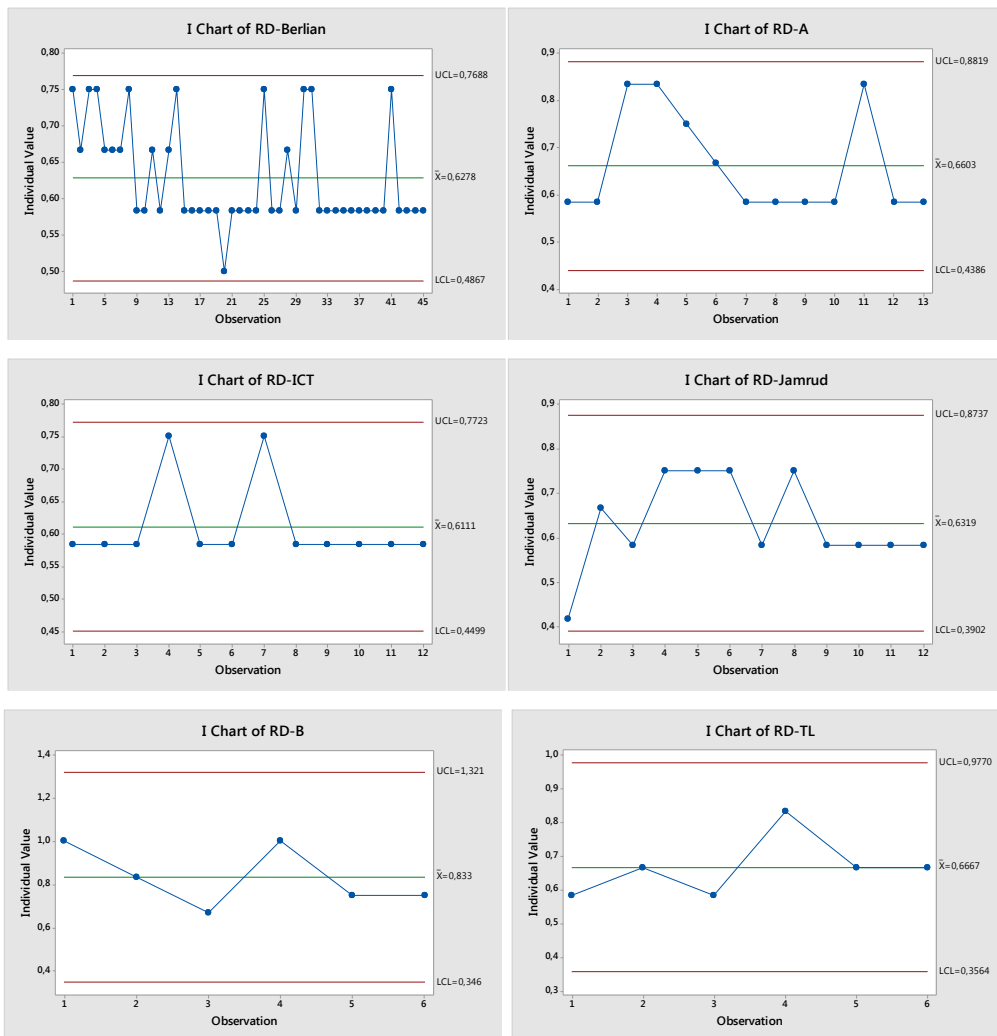 I Chart of RD-Berlian
0,80
0,75
0,70
0,65
0,60
0,55
0,50
Individual Value
UCL=0,7688
X̄=0,6278
LCL=0,4867
1 5 9 13 17 21 25 29 33 37 41 45
Observation
I Chart of RD-A
0,9
0,8
0,7
0,6
0,5
0,4
Individual Value
UCL=0,8819
X̄=0,6603
LCL=0,4386
1 2 3 4 5 6 7 8 9 10 11 12 13
Observation
I Chart of RD-ICT
0,80
0,75
0,70
0,65
0,60
0,55
0,50
0,45
Individual Value
UCL=0,7723
X̄=0,6111
LCL=0,4499
1 2 3 4 5 6 7 8 9 10 11 12
Observation
I Chart of RD-Jamrud
0,9
0,8
0,7
0,6
0,5
0,4
Individual Value
UCL=0,8737
X̄=0,6319
LCL=0,3902
1 2 3 4 5 6 7 8 9 10 11 12
Observation
I Chart of RD-B
1,4
1,2
1,0
0,8
0,6
0,4
Individual Value
UCL=1,321
X̄=0,833
LCL=0,346
1 2 3 4 5 6
Observation
I Chart of RD-TL
1,0
0,9
0,8
0,7
0,6
0,5
0,4
0,3
Individual Value
UCL=0,9770
X̄=0,6667
LCL=0,3564
1 2 3 4 5 6
Observation